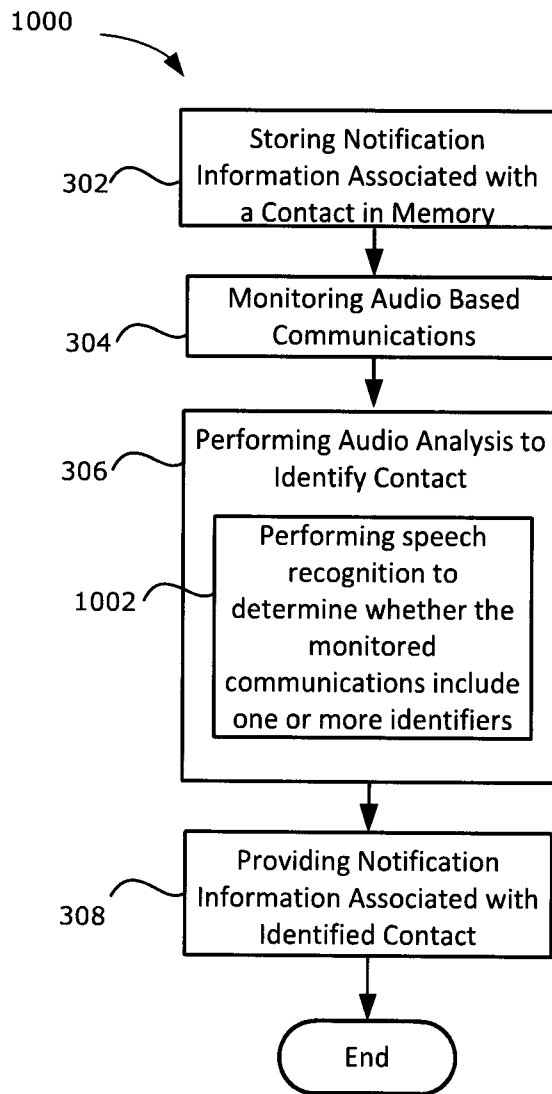 1000
Storing Notification
Information Associated with
a Contact in Memory
302
Monitoring Audio Based
Communications
304
Performing Audio Analysis to
Identify Contact
306
Performing speech
recognition to
determine whether the
monitored
communications include
one or more identifiers
1002
Providing Notification
Information Associated with
Identified Contact
308
End